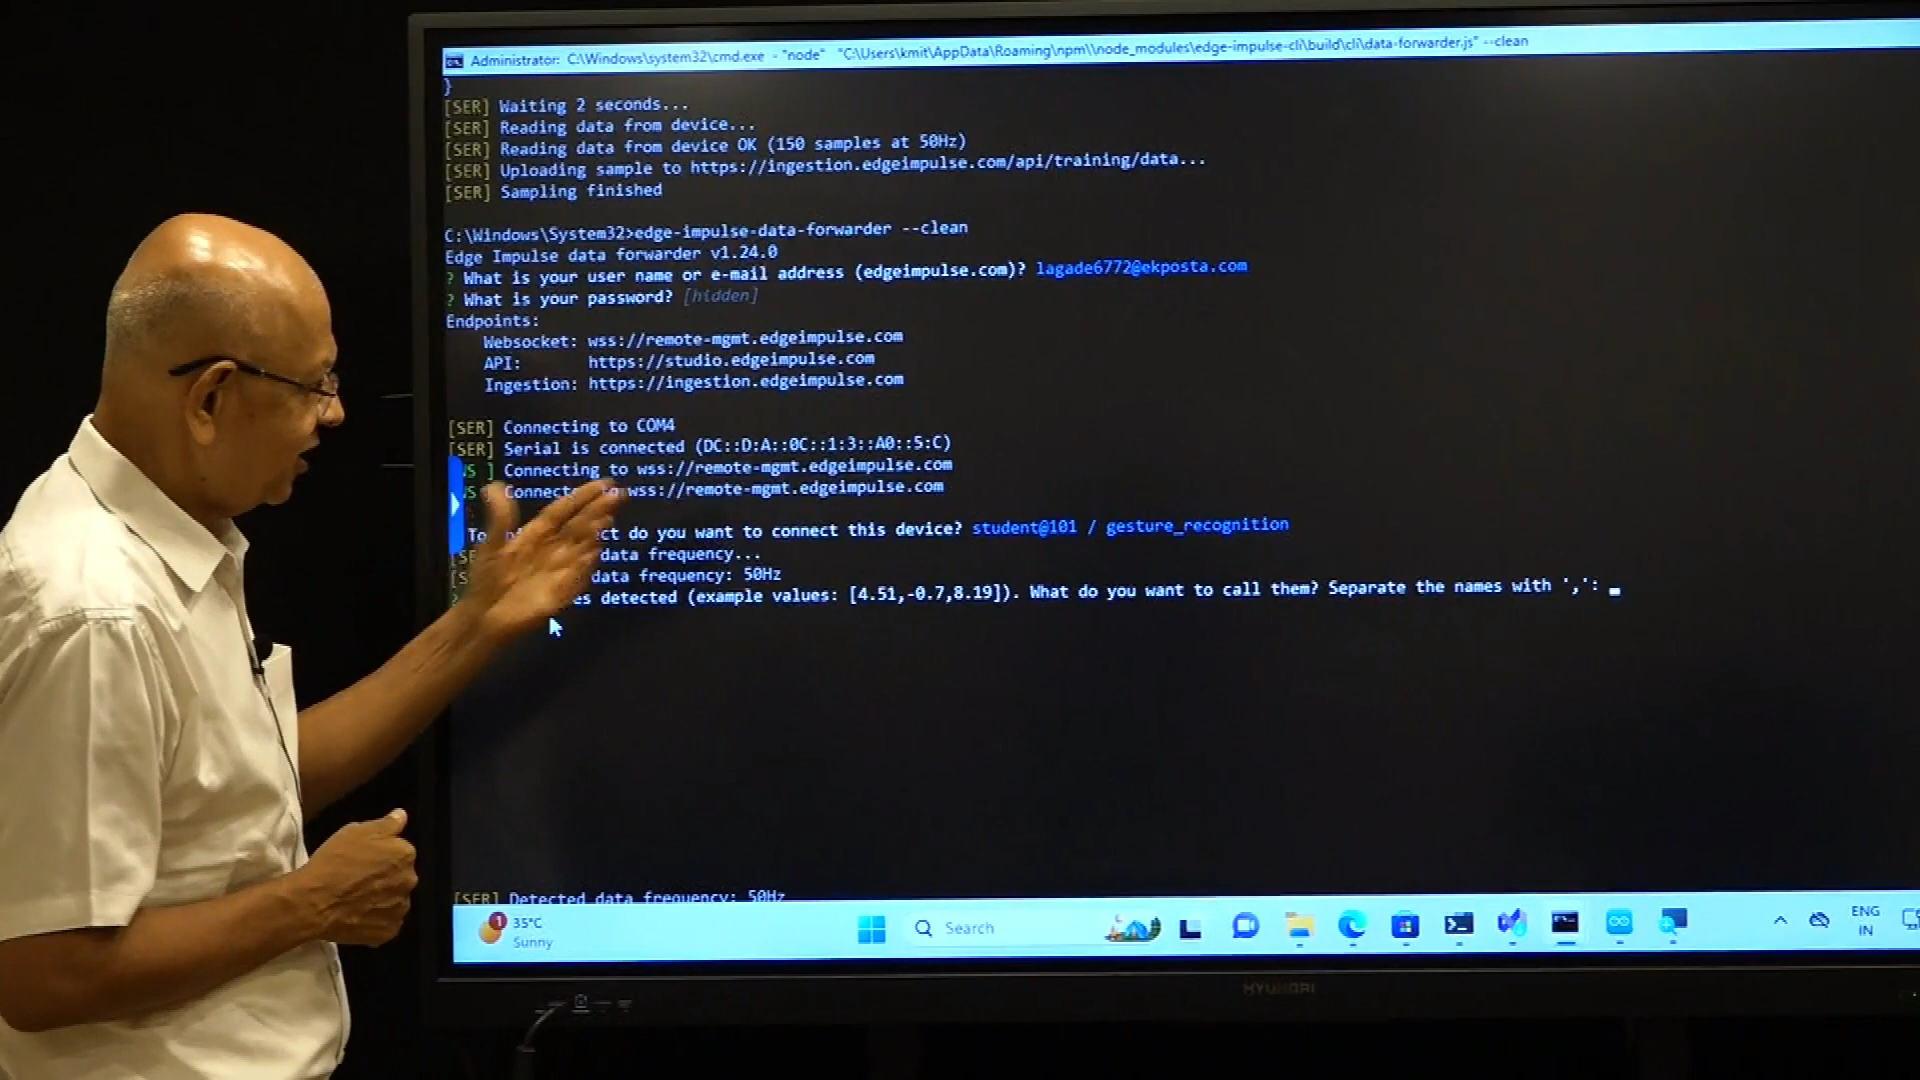 Administrator: C:\Windows\system32\cmd.exe - "node" "C:\Users\kmit\AppData\Roaming\npm\\node_modules\edge-impulse-cli\build\cli\data-forwarder.js" --clean
}
[SER] Waiting 2 seconds...
[SER] Reading data from device...
[SER] Reading data from device OK (150 samples at 50Hz)
[SER] Uploading sample to https://ingestion.edgeimpulse.com/api/training/data...
[SER] Sampling finished
C:\Windows\System32>edge-impulse-data-forwarder --clean
Edge Impulse data forwarder v1.24.0
? What is your user name or e-mail address (edgeimpulse.com)? lagade6772@ekposta.com
? What is your password? [hidden]
Endpoints:
Websocket: wss://remote-mgmt.edgeimpulse.com
API: https://studio.edgeimpulse.com
Ingestion: https://ingestion.edgeimpulse.com
[SER] Connecting to COM4
[SER] Serial is connected (DC::D:A::0C::1:3::A0::5:C)
WS ] Connecting to wss://remote-mgmt.edgeimpulse.com
WS ] Connected to wss://remote-mgmt.edgeimpulse.com
To do you want to connect this device? student@101 / gesture_recognition
data frequency...
data frequency: 50Hz
detected (example values: [4.51,-0.7,8.19]). What do you want to call them? Separate the names with ',':
[SER] Detected data frequency: 50Hz
1
35°C
Sunny
Search
ENG
IN
HYUNDAI